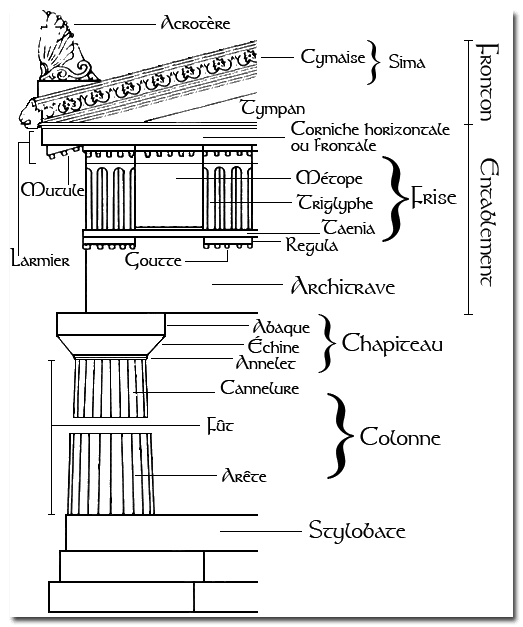 Acrotère
Cymaise
Sima
Fronton
Tympan
Corniche horizontale
ou frontale
Mutule
Métope
Triglyphe
Frise
Entablement
Taenia
Regula
Larmier
Goutte
Architrave
Abaque
Échine
Annelet
Chapiteau
Cannelure
Fût
Colonne
Arête
Stylobate